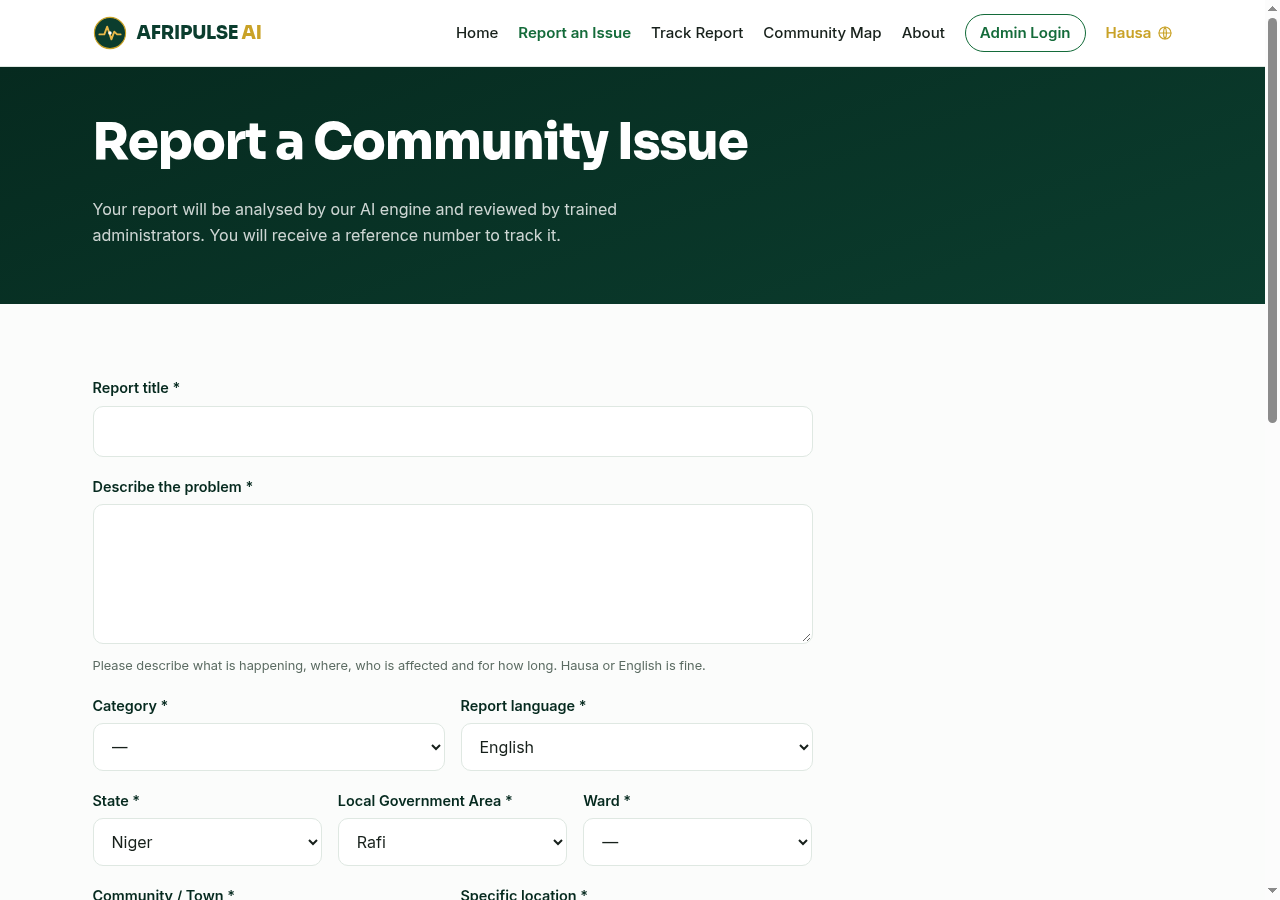 AFRIPULSE AI
Home
Report an Issue
Track Report
Community Map
About
Admin Login
Hausa
Report a Community Issue
Your report will be analysed by our AI engine and reviewed by trained
administrators. You will receive a reference number to track it.
Report title *
Describe the problem *
Please describe what is happening, where, who is affected and for how long. Hausa or English is fine.
Category *
Report language *
—
English
State *
Local Government Area *
Ward *
Niger
Rafi
—
Community / Town *
Specific location *